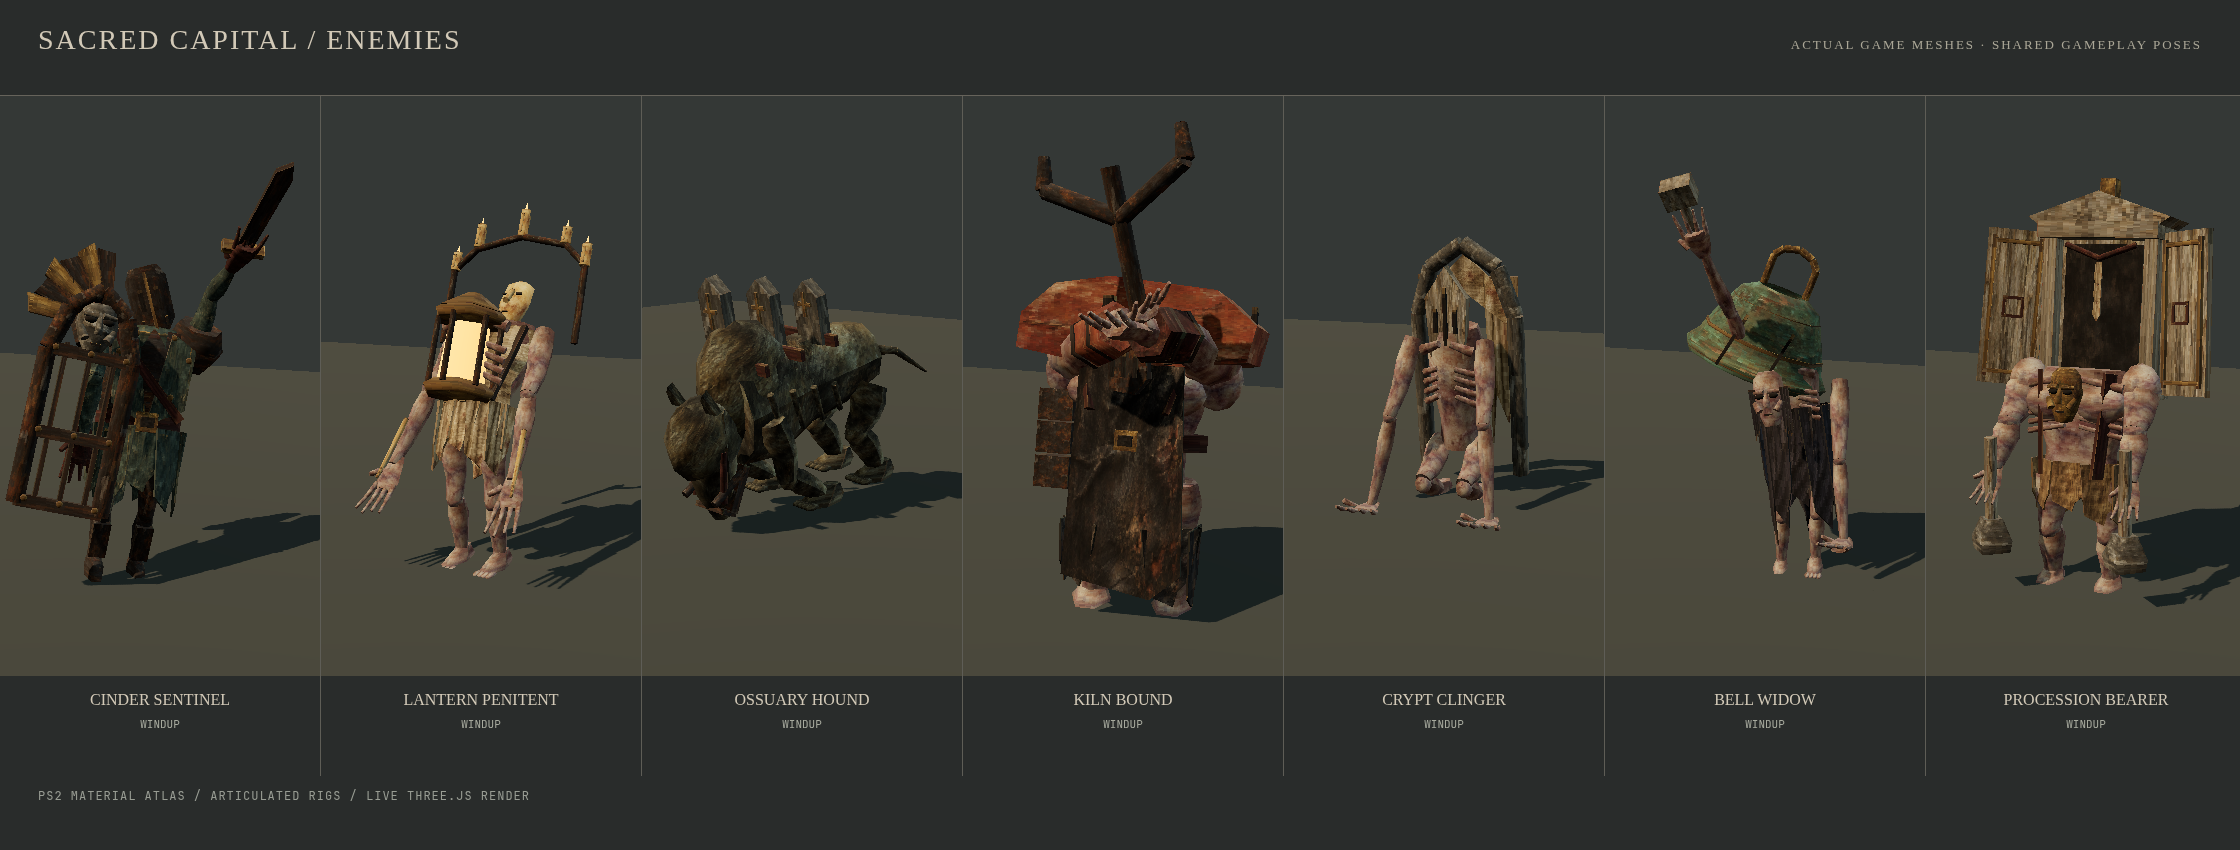 SACRED CAPITAL / ENEMIES
ACTUAL GAME MESHES · SHARED GAMEPLAY POSES
CINDER SENTINEL
WINDUP
LANTERN PENITENT
WINDUP
OSSUARY HOUND
WINDUP
KILN BOUND
WINDUP
CRYPT CLINGER
WINDUP
BELL WIDOW
WINDUP
PROCESSION BEARER
WINDUP
PS2 MATERIAL ATLAS / ARTICULATED RIGS / LIVE THREE.JS RENDER